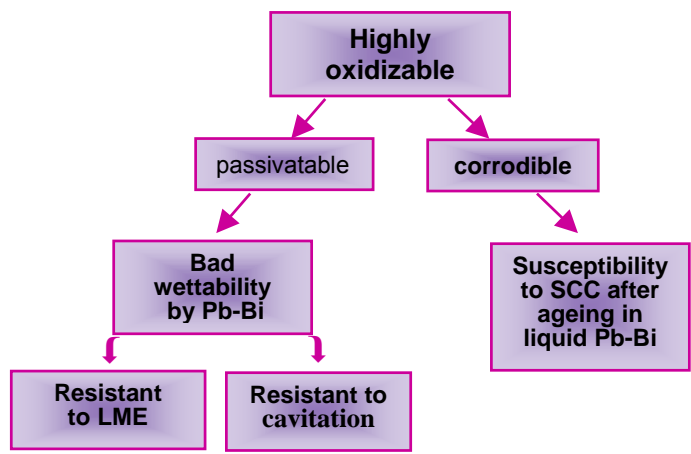 Highly
oxidizable
passivatable
corrodible
Bad
wettability
by Pb-Bi
Susceptibility
to SCC after
ageing in
liquid Pb-Bi
Resistant
to LME
Resistant to
cavitation